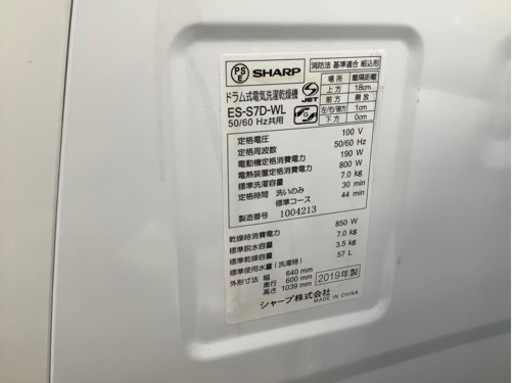 PS E SHARP
ドラム式電気洗濯乾燥機
ES-S7D-WL
50/60 Hz共用
JET
消防法 基準適合 組込形
場所 離隔距離
上方 18cm
前方 開放
左/右/後方 1cm
下方 0cm
定格電圧 100 V
定格周波数 50/60 Hz
電動機定格消費電力 190 W
電熱装置定格消費電力 800 W
標準洗濯容量 7.0 kg
定格時間 洗いのみ 30 min
標準コース 44 min
製造番号 1004213
乾燥時消費電力 850 W
標準脱水容量 7.0 kg
標準乾燥容量 3.5 kg
標準使用水量(洗濯時) 57 L
外形寸法 幅 640 mm
奥行 600 mm
高さ 1039 mm
2019年製
シャープ株式会社
MADE IN CHINA